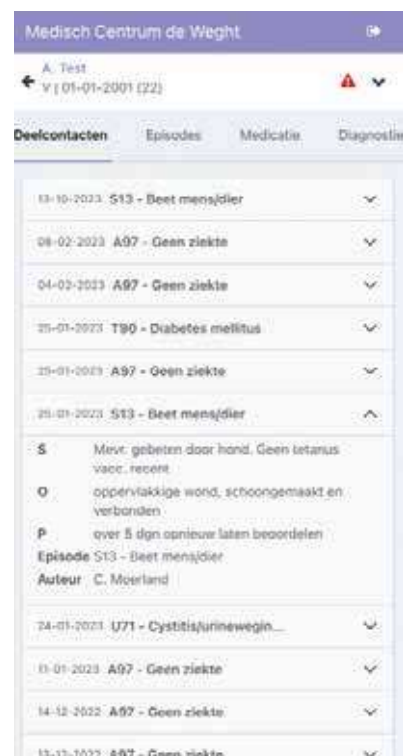 Medisch Centrum de Weght
A. Test
V | 01-01-2001 (22)
Deelcontacten Episodes Medicatie Diagnostie
13-10-2023 S13 - Beet mens/dier
08-02-2023 A97 - Geen ziekte
04-02-2023 A97 - Geen ziekte
25-01-2023 T90 - Diabetes mellitus
25-01-2023 A97 - Geen ziekte
25-01-2023 S13 - Beet mens/dier
S Mevr. gebeten door hond. Geen tetanus
vacc. recent
O oppervlakkige wond, schoongemaakt en
verbonden
P over 5 dgn opnieuw laten beoordelen
Episode S13 - Beet mens/dier
Auteur C. Moerland
24-01-2023 U71 - Cystitis/urinewegin...
11-01-2023 A97 - Geen ziekte
14-12-2022 A97 - Geen ziekte
13-12-2022 A97 - Geen ziekte